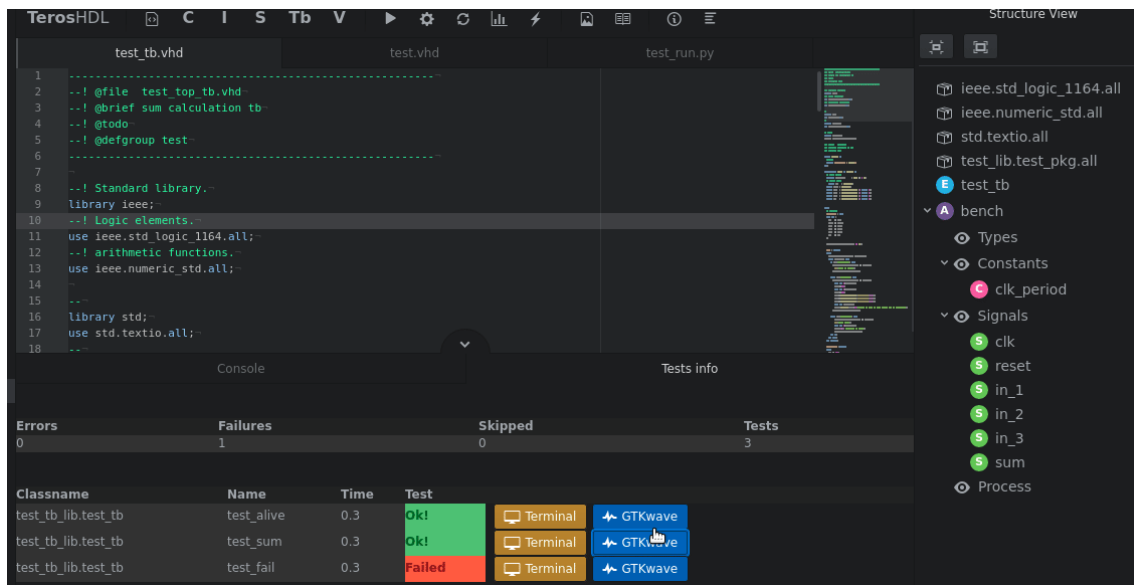 TerosHDL C I S Tb V
Structure View
test_tb.vhd test.vhd test_run.py
1 -------------------------------------------------------
2 --! @file  test_top_tb.vhd
3 --! @brief sum calculation tb
4 --! @todo
5 --! @defgroup test
6 -------------------------------------------------------
7
8 --! Standard library.
9 library ieee;
10 --! Logic elements.
11 use ieee.std_logic_1164.all;
12 --! arithmetic functions.
13 use ieee.numeric_std.all;
14
15 --
16 library std;
17 use std.textio.all;
18 --
Console Tests info
Errors Failures Skipped Tests
0 1 0 3
Classname Name Time Test
test_tb_lib.test_tb test_alive 0.3 Ok! Terminal GTKwave
test_tb_lib.test_tb test_sum 0.3 Ok! Terminal GTKwave
test_tb_lib.test_tb test_fail 0.3 Failed Terminal GTKwave
ieee.std_logic_1164.all
ieee.numeric_std.all
std.textio.all
test_lib.test_pkg.all
E test_tb
A bench
Types
Constants
C clk_period
Signals
S clk
S reset
S in_1
S in_2
S in_3
S sum
Process